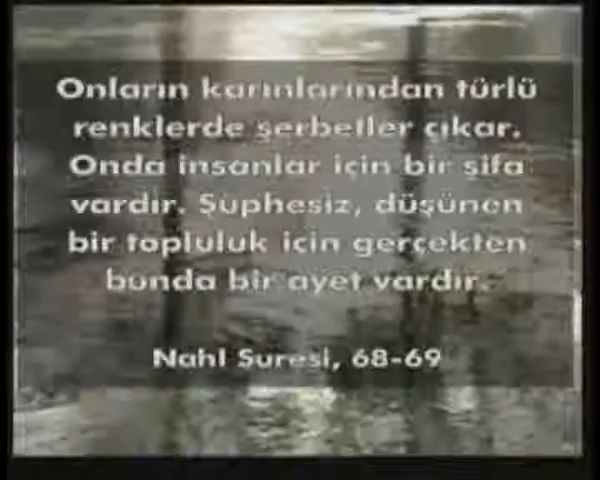 Onların karınlarından türlü
renklerde şerbetler çıkar.
Onda insanlar için bir şifa
vardır. Şüphesiz, düşünen
bir topluluk için gerçekten
bunda bir ayet vardır.
Nahl Suresi, 68-69